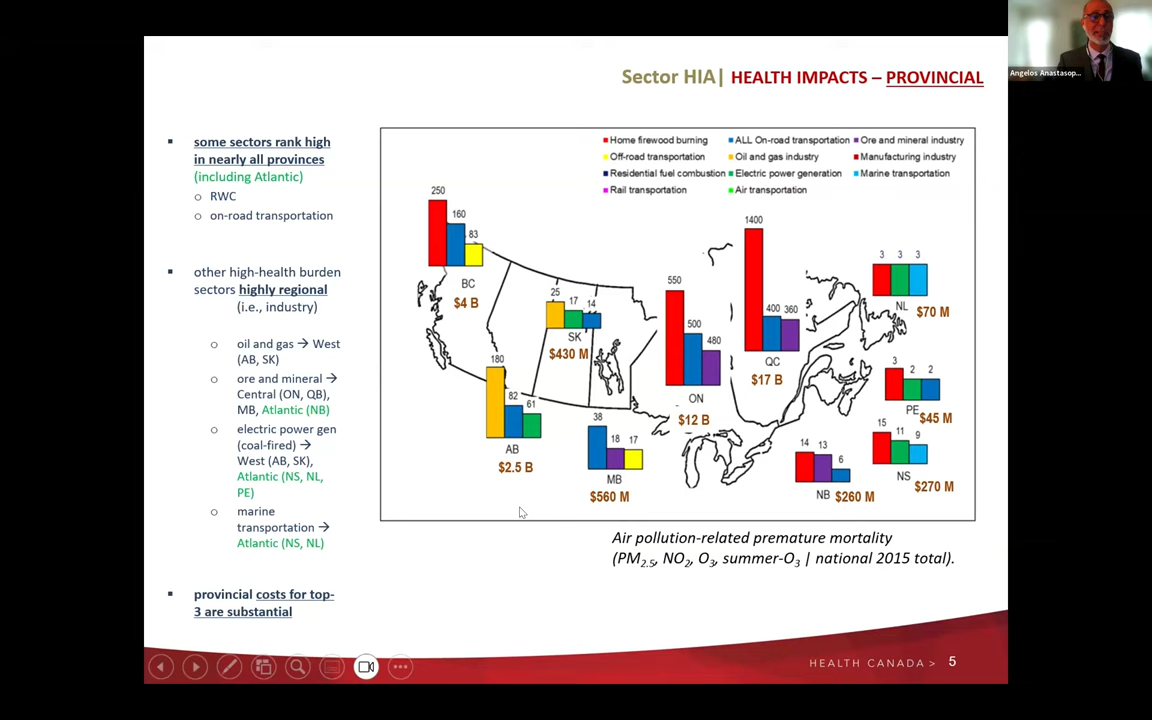 Angelos Anastasop...
Sector HIA| HEALTH IMPACTS – PROVINCIAL
▪ some sectors rank high
in nearly all provinces
(including Atlantic)
o RWC
o on-road transportation
▪ other high-health burden
sectors highly regional
(i.e., industry)
o oil and gas → West
(AB, SK)
o ore and mineral →
Central (ON, QB),
MB, Atlantic (NB)
o electric power gen
(coal-fired) →
West (AB, SK),
Atlantic (NS, NL,
PE)
o marine
transportation →
Atlantic (NS, NL)
▪ provincial costs for top-
3 are substantial
Home firewood burning ALL On-road transportation Ore and mineral industry
Off-road transportation Oil and gas industry Manufacturing industry
Residential fuel combustion Electric power generation Marine transportation
Rail transportation Air transportation
250 160 83
BC
$4 B
180 82 61
AB
$2.5 B
25 17 14
SK
$430 M
38 18 17
MB
$560 M
550 500 480
ON
$12 B
1400 400 360
QC
$17 B
3 3 3
NL $70 M
3 2 2
PE $45 M
15 11 9
NS $270 M
14 13 6
NB $260 M
Air pollution-related premature mortality
(PM2.5, NO2, O3, summer-O3 | national 2015 total).
HEALTH CANADA > 5